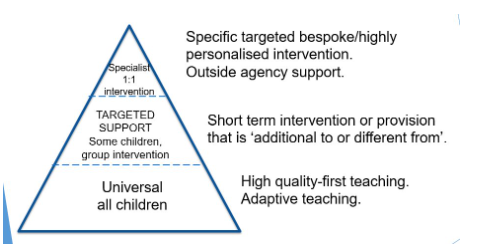 Specialist
1:1
intervention
Specific targeted bespoke/highly
personalised intervention.
Outside agency support.
TARGETED
SUPPORT
Some children,
group intervention
Short term intervention or provision
that is ‘additional to or different from’.
Universal
all children
High quality-first teaching.
Adaptive teaching.